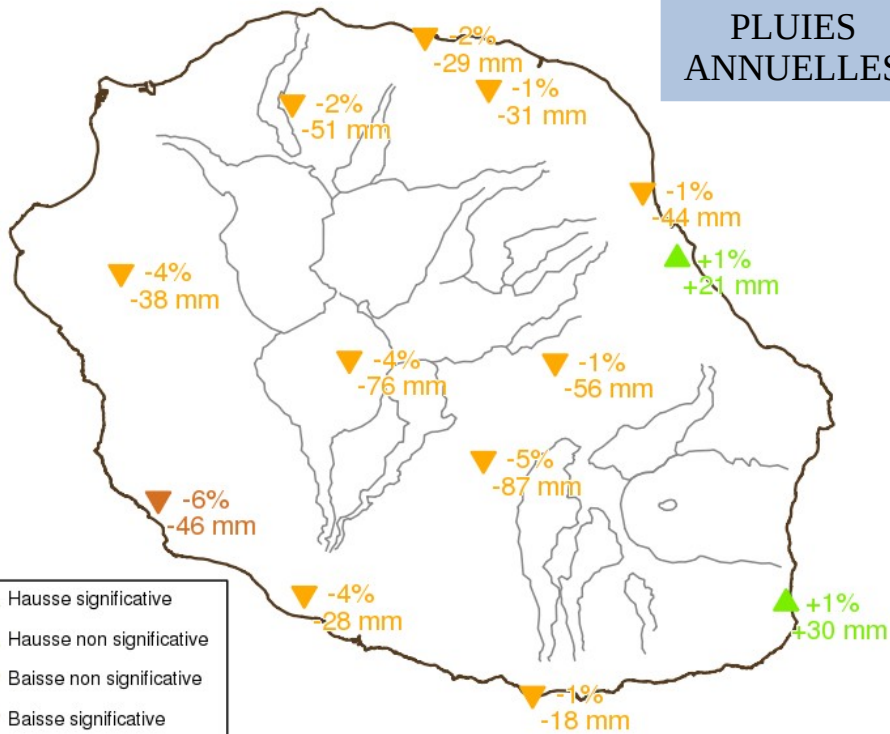 PLUIES
ANNUELLES
-2%
-29 mm
-1%
-31 mm
-2%
-51 mm
-1%
-44 mm
+1%
+21 mm
-4%
-38 mm
-4%
-76 mm
-1%
-56 mm
-5%
-87 mm
-6%
-46 mm
-4%
-28 mm
+1%
+30 mm
-1%
-18 mm
Hausse significative
Hausse non significative
Baisse non significative
Baisse significative